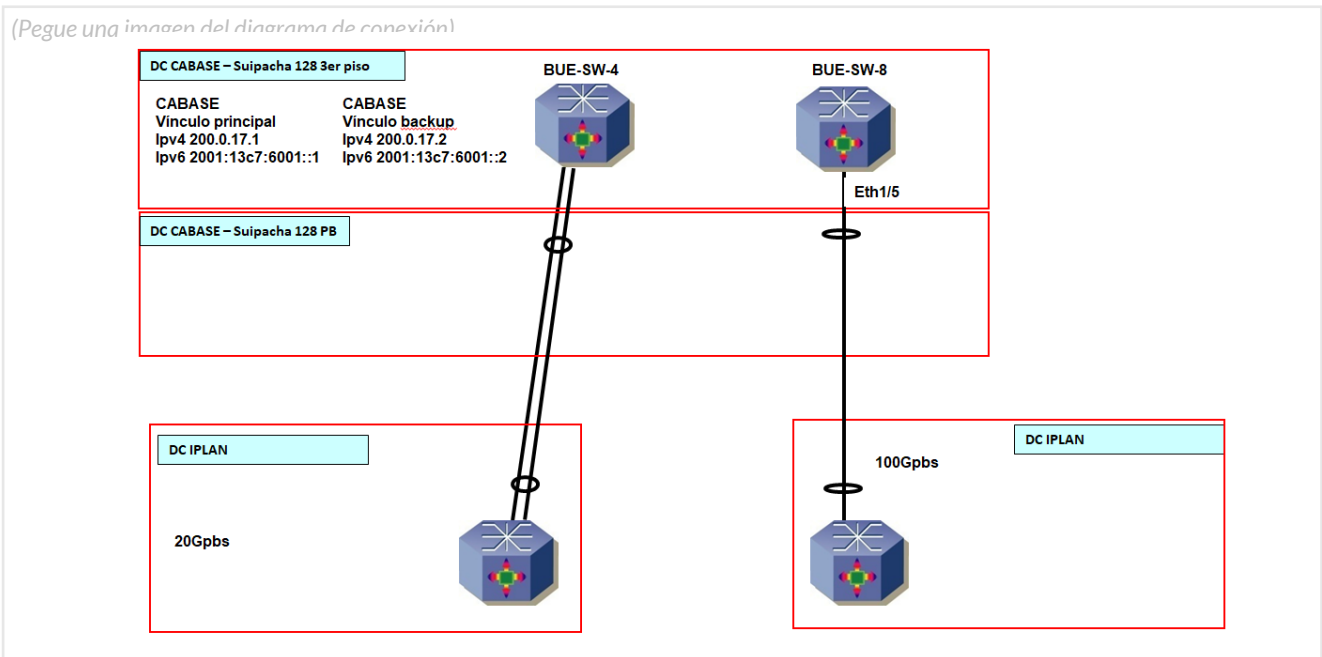 (Pegue una imagen del diagrama de conexión)
DC CABASE – Suipacha 128 3er piso
BUE-SW-4
BUE-SW-8
CABASE
Vinculo principal
Ipv4 200.0.17.1
Ipv6 2001:13c7:6001::1
CABASE
Vinculo backup
Ipv4 200.0.17.2
Ipv6 2001:13c7:6001::2
Eth1/5
DC CABASE – Suipacha 128 PB
DC IPLAN
20Gpbs
DC IPLAN
100Gpbs